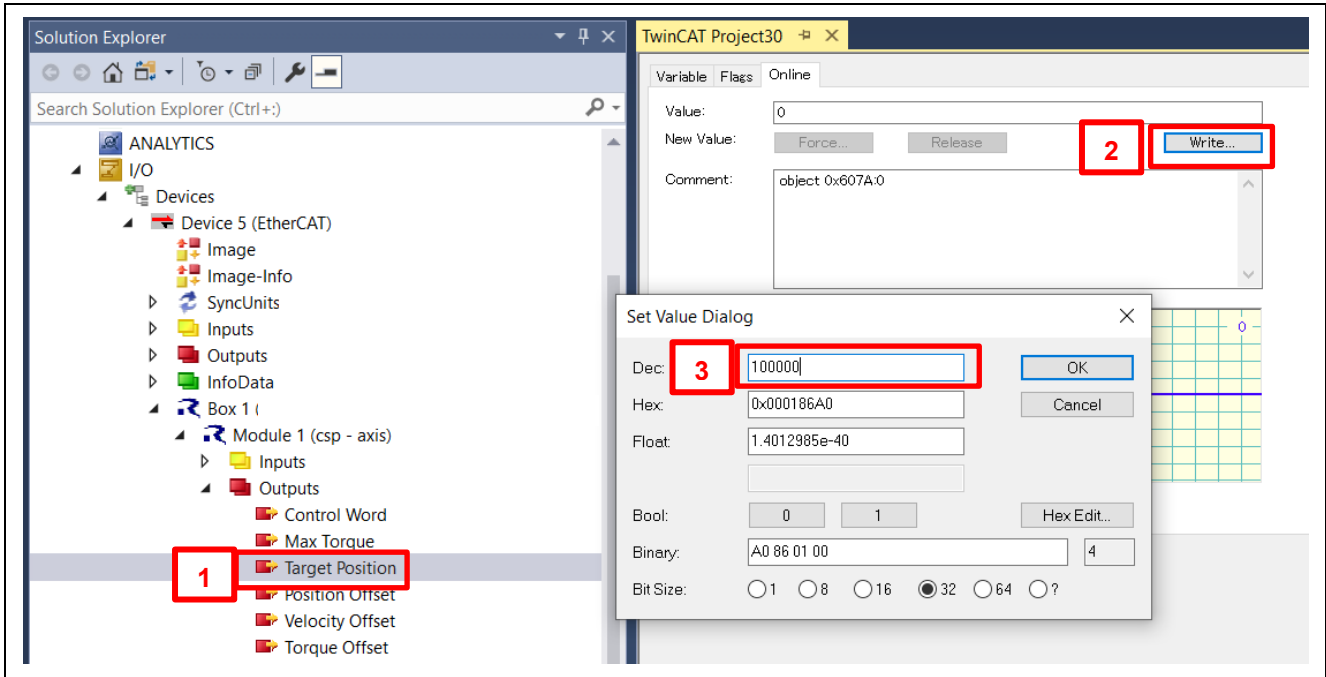 Solution Explorer
Search Solution Explorer (Ctrl+:)
ANALYTICS
I/O
Devices
Device 5 (EtherCAT)
Image
Image-Info
SyncUnits
Inputs
Outputs
InfoData
Box 1 (
Module 1 (csp - axis)
Inputs
Outputs
Control Word
Max Torque
1
Target Position
Position Offset
Velocity Offset
Torque Offset
TwinCAT Project30
Variable Flags Online
Value: 0
New Value: Force... Release 2 Write...
Comment: object 0x607A:0
0
Set Value Dialog
Dec: 3 100000 OK
Hex: 0x000186A0 Cancel
Float: 1.4012985e-40
Bool: 0 1 Hex Edit...
Binary: A0 86 01 00 4
Bit Size: 1 8 16 32 64 ?